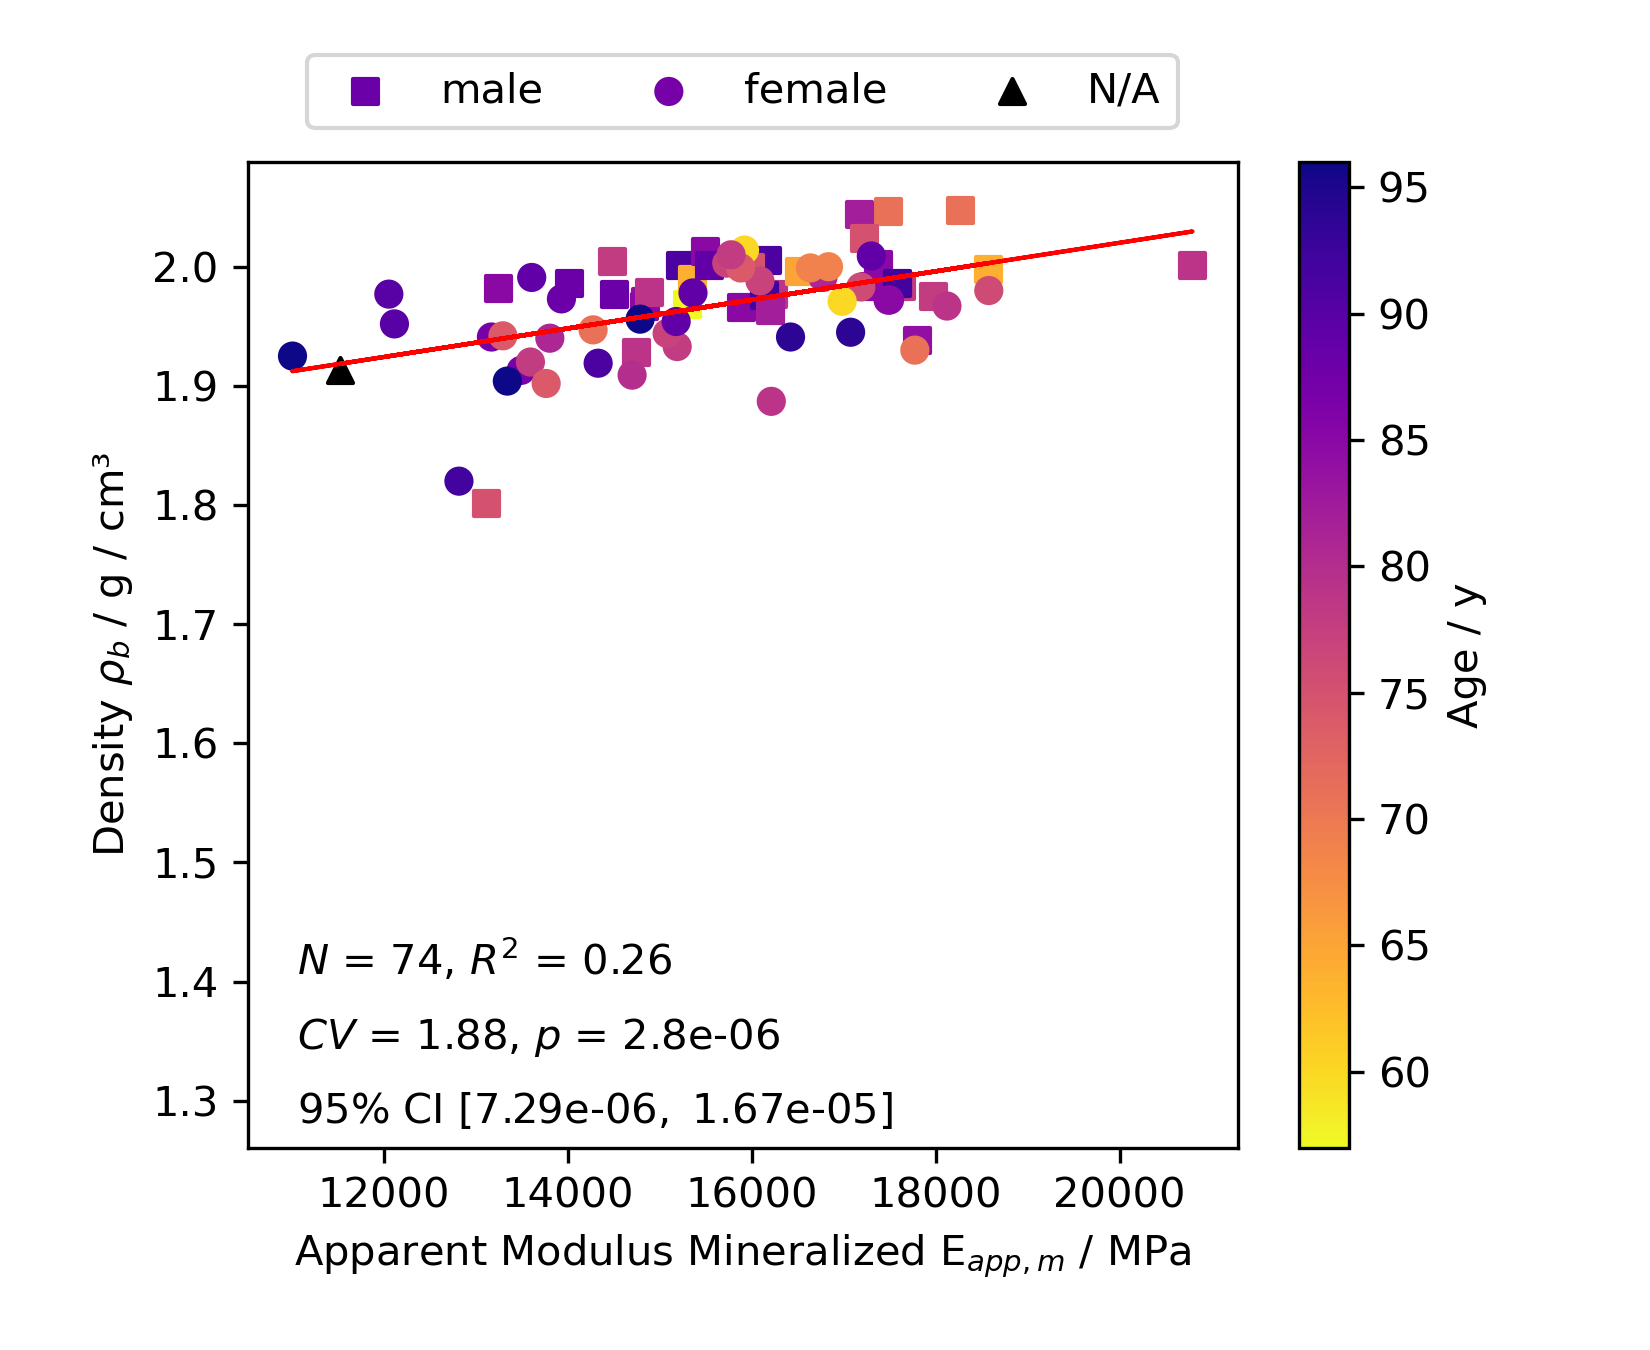 male female N/A
2.0
1.9
1.8
1.7
1.6
1.5
1.4
1.3
Density ρb / g / cm³
N = 74, R² = 0.26
CV = 1.88, p = 2.8e-06
95% CI [7.29e-06, 1.67e-05]
12000 14000 16000 18000 20000
Apparent Modulus Mineralized Eapp,m / MPa
95
90
85
80
75
70
65
60
Age / y